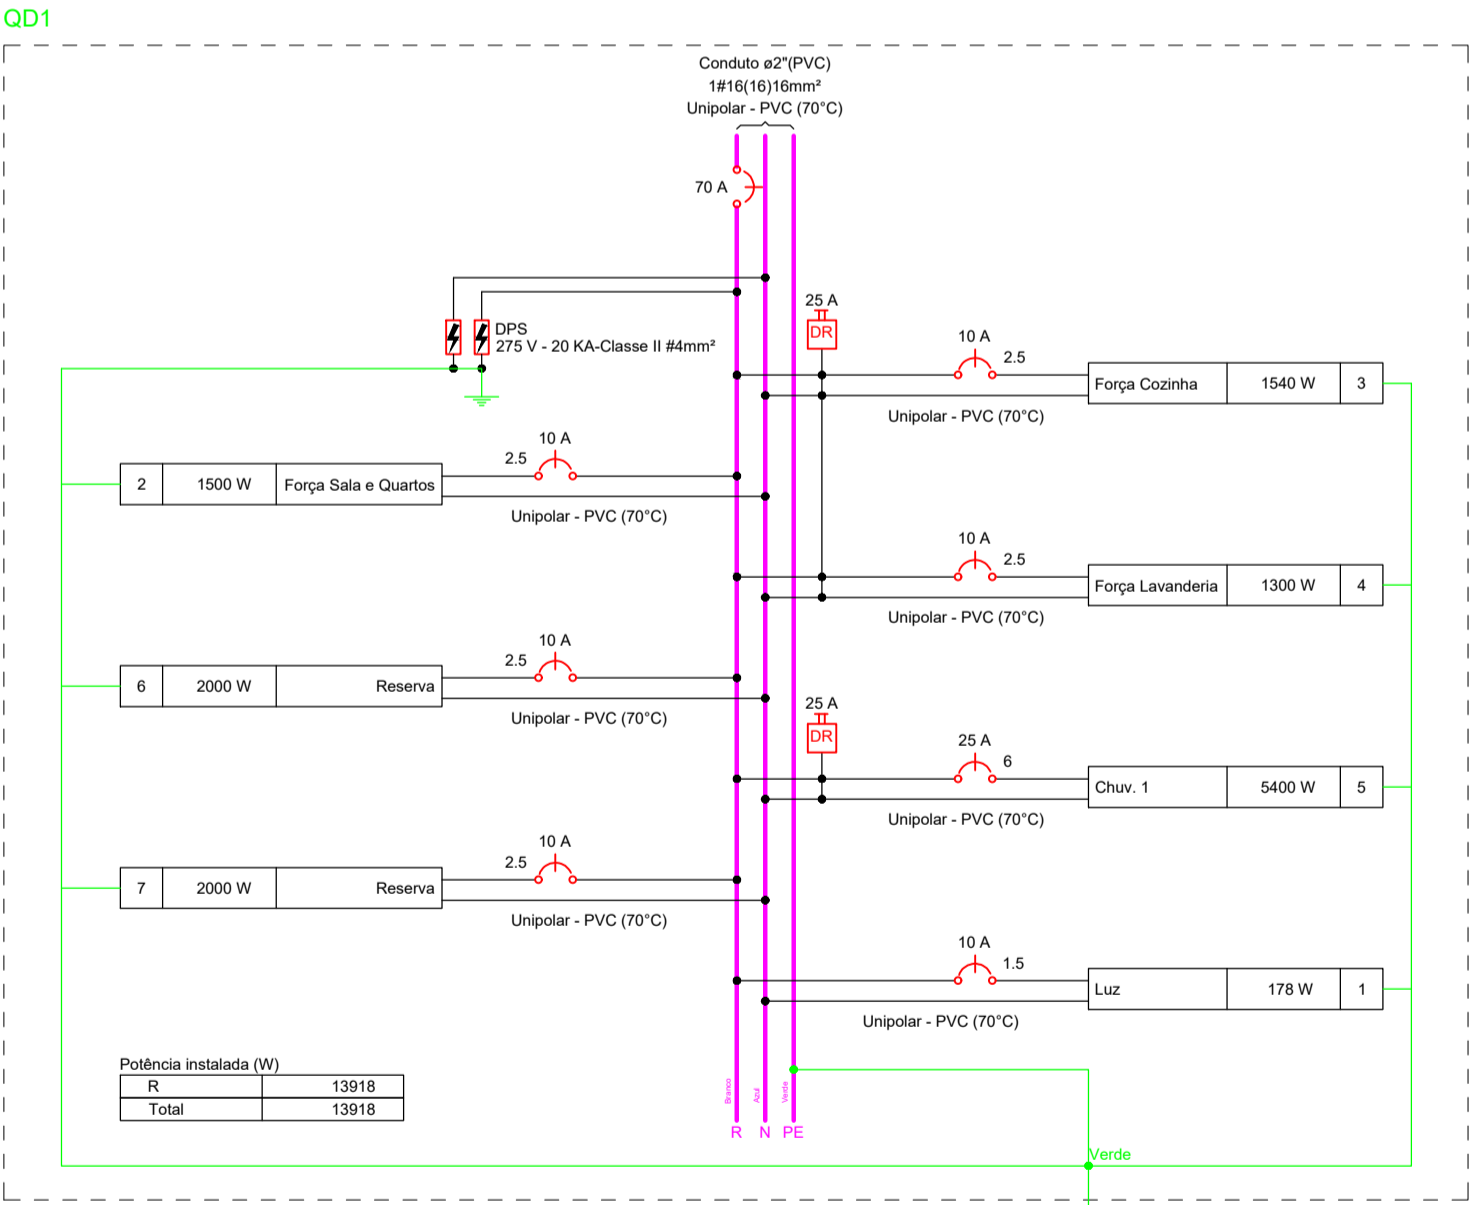 QD1
Conduto ø2"(PVC)
1#16(16)16mm²
Unipolar - PVC (70°C)
70 A
DPS
275 V - 20 KA-Classe II #4mm²
25 A
DR
10 A
2.5
Força Cozinha 1540 W 3
Unipolar - PVC (70°C)
10 A
2.5
2 1500 W Força Sala e Quartos
Unipolar - PVC (70°C)
10 A
2.5
Força Lavanderia 1300 W 4
Unipolar - PVC (70°C)
10 A
2.5
6 2000 W Reserva
Unipolar - PVC (70°C)
25 A
DR
25 A
6
Chuv. 1 5400 W 5
Unipolar - PVC (70°C)
10 A
2.5
7 2000 W Reserva
Unipolar - PVC (70°C)
10 A
1.5
Luz 178 W 1
Unipolar - PVC (70°C)
Potência instalada (W)
R 13918
Total 13918
Branco
Azul
Verde
R N PE
Verde